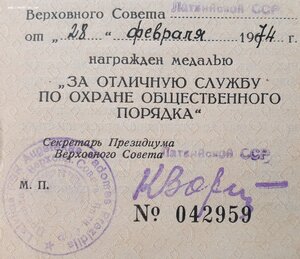 Верховного Совета Латвийской ССР
от „28“ февраля 1974 г.
награжден медалью
„ЗА ОТЛИЧНУЮ СЛУЖБУ
ПО ОХРАНЕ ОБЩЕСТВЕННОГО
ПОРЯДКА“
Секретарь Президиума
Верховного Совета Латвийской ССР
М. П.
№ 042959